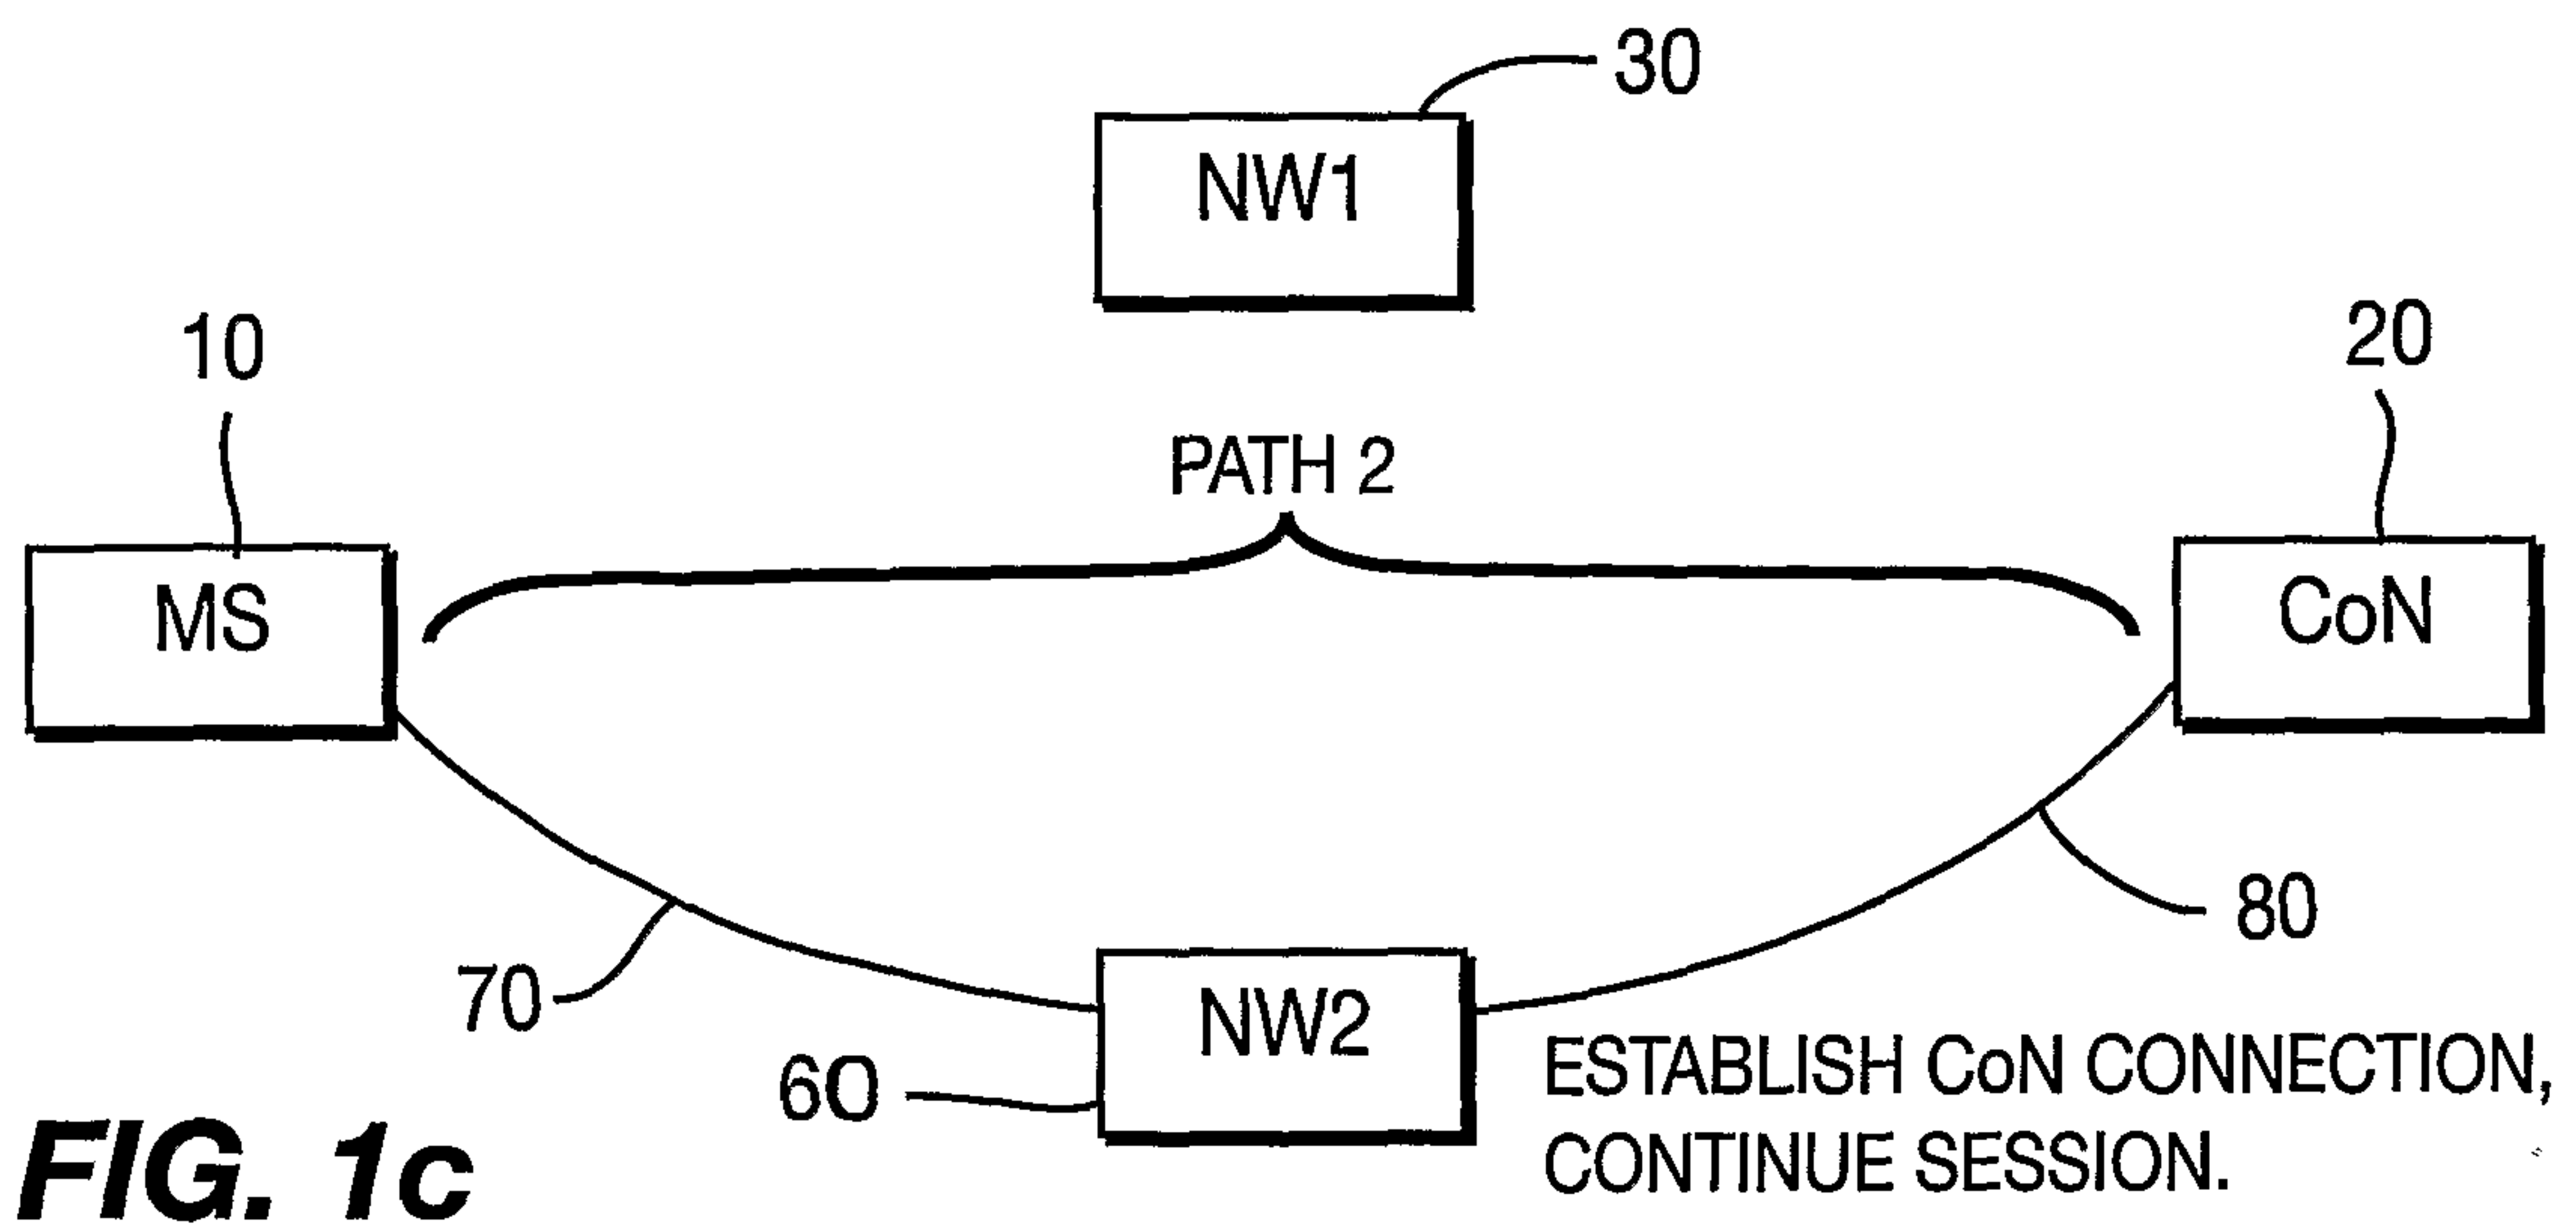 30
NW1
10
20
PATH 2
MS
CoN
70
80
NW2
60
ESTABLISH CoN CONNECTION,
CONTINUE SESSION.
FIG. 1c